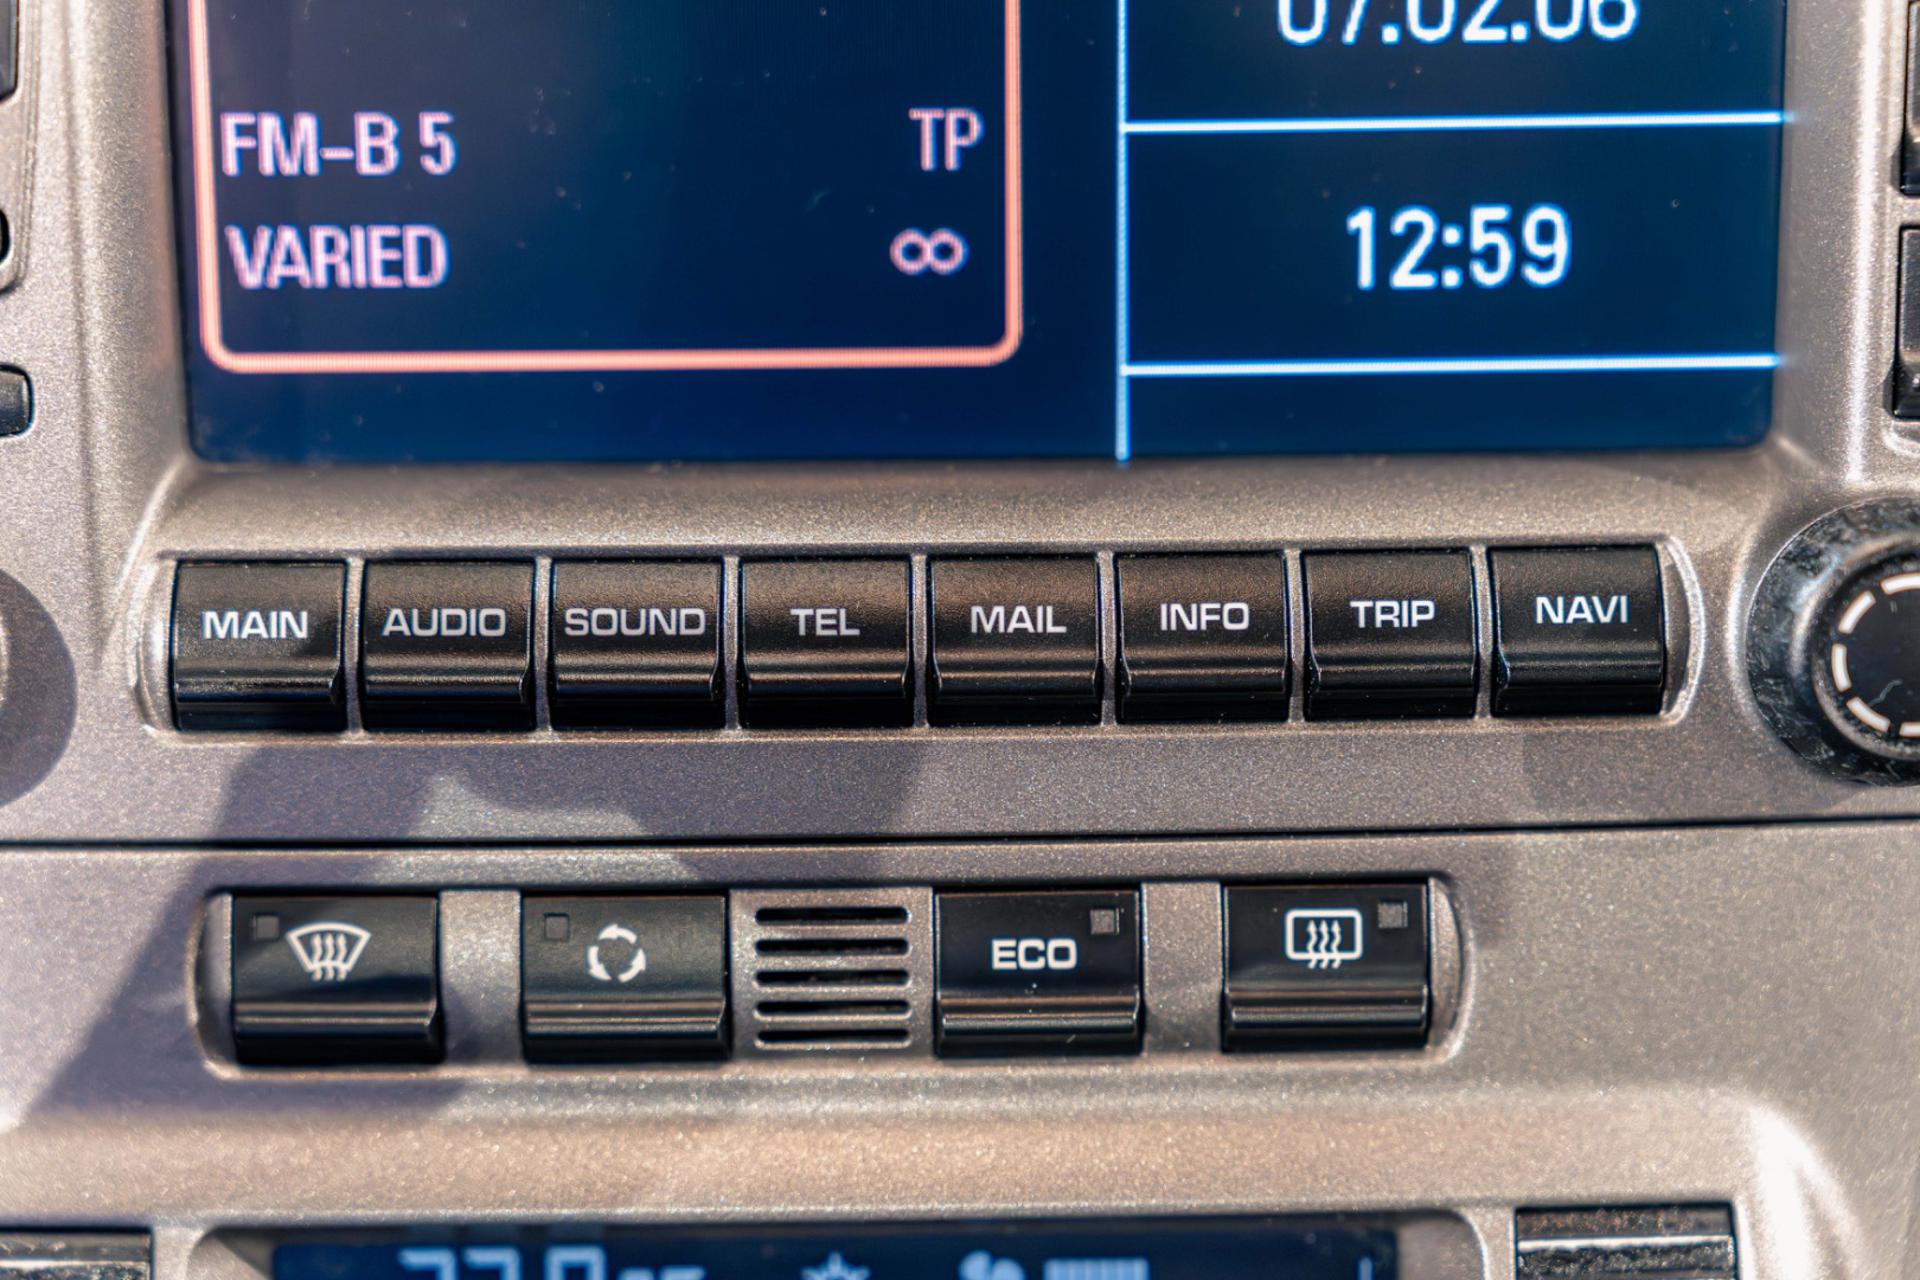 07.02.06
FM-B 5
TP
VARIED
∞
12:59
MAIN
AUDIO
SOUND
TEL
MAIL
INFO
TRIP
NAVI
ECO